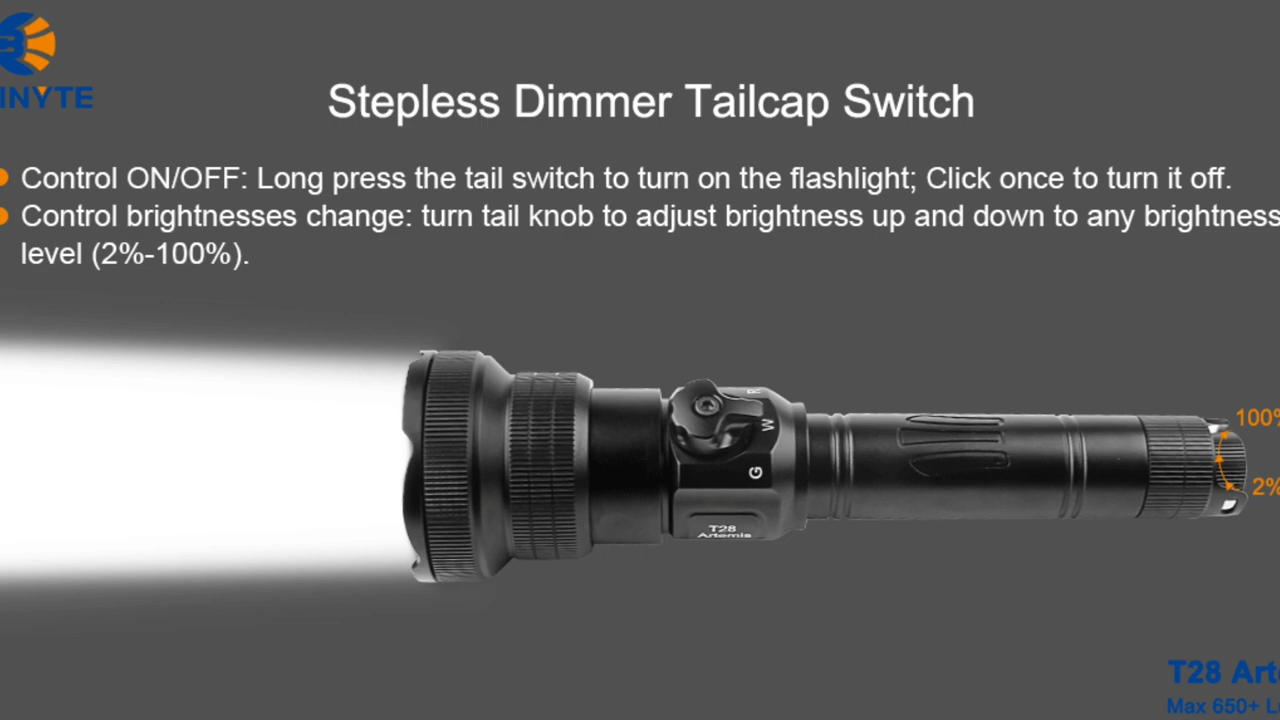 INYTE
Stepless Dimmer Tailcap Switch
Control ON/OFF: Long press the tail switch to turn on the flashlight; Click once to turn it off.
Control brightnesses change: turn tail knob to adjust brightness up and down to any brightness
level (2%-100%).
R
W
G
100%
2%
T28
Artemis
T28 Art
Max 650+ L